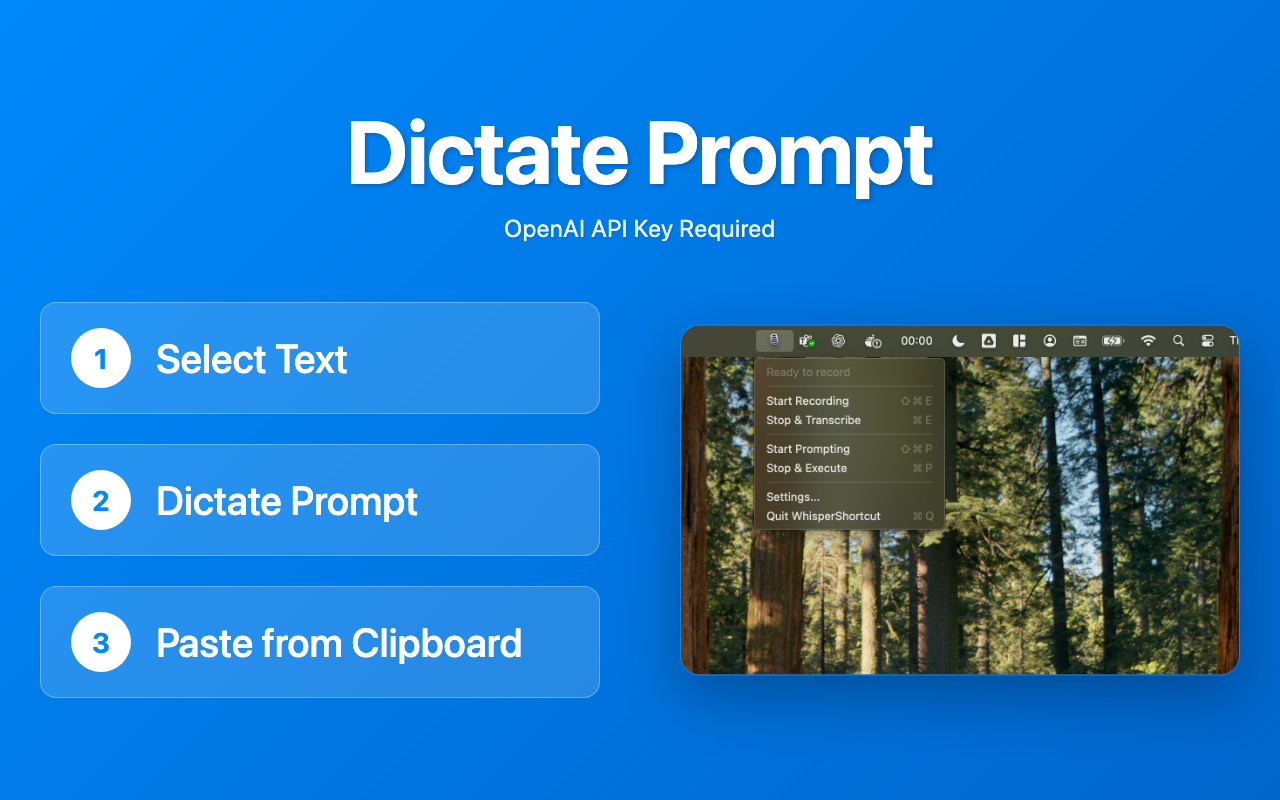 Dictate Prompt
OpenAI API Key Required
1 Select Text
2 Dictate Prompt
3 Paste from Clipboard
00:00
Ready to record
Start Recording ⇧⌘E
Stop & Transcribe ⌘E
Start Prompting ⇧⌘P
Stop & Execute ⌘P
Settings...
Quit WhisperShortcut ⌘Q